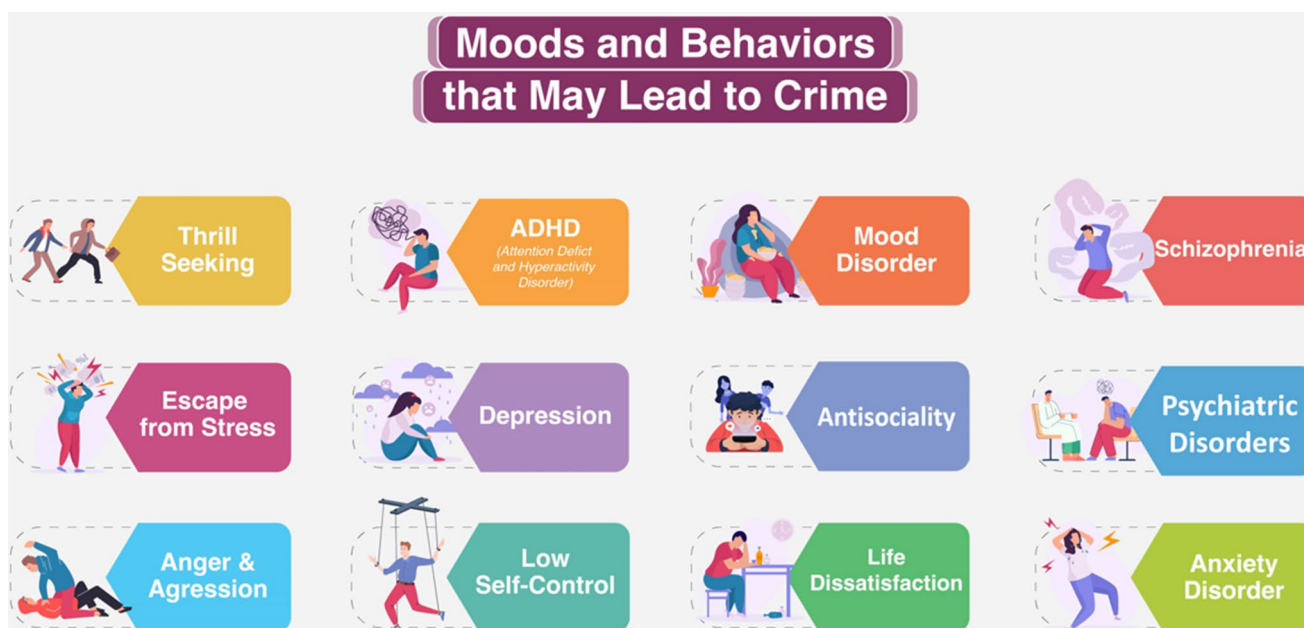 Moods and Behaviors
that May Lead to Crime
Thrill
Seeking
ADHD
(Attention Defict
and Hyperactivity
Disorder)
Mood
Disorder
Schizophrenia
Escape
from Stress
Depression
Antisociality
Psychiatric
Disorders
Anger &
Agression
Low
Self-Control
Life
Dissatisfaction
Anxiety
Disorder